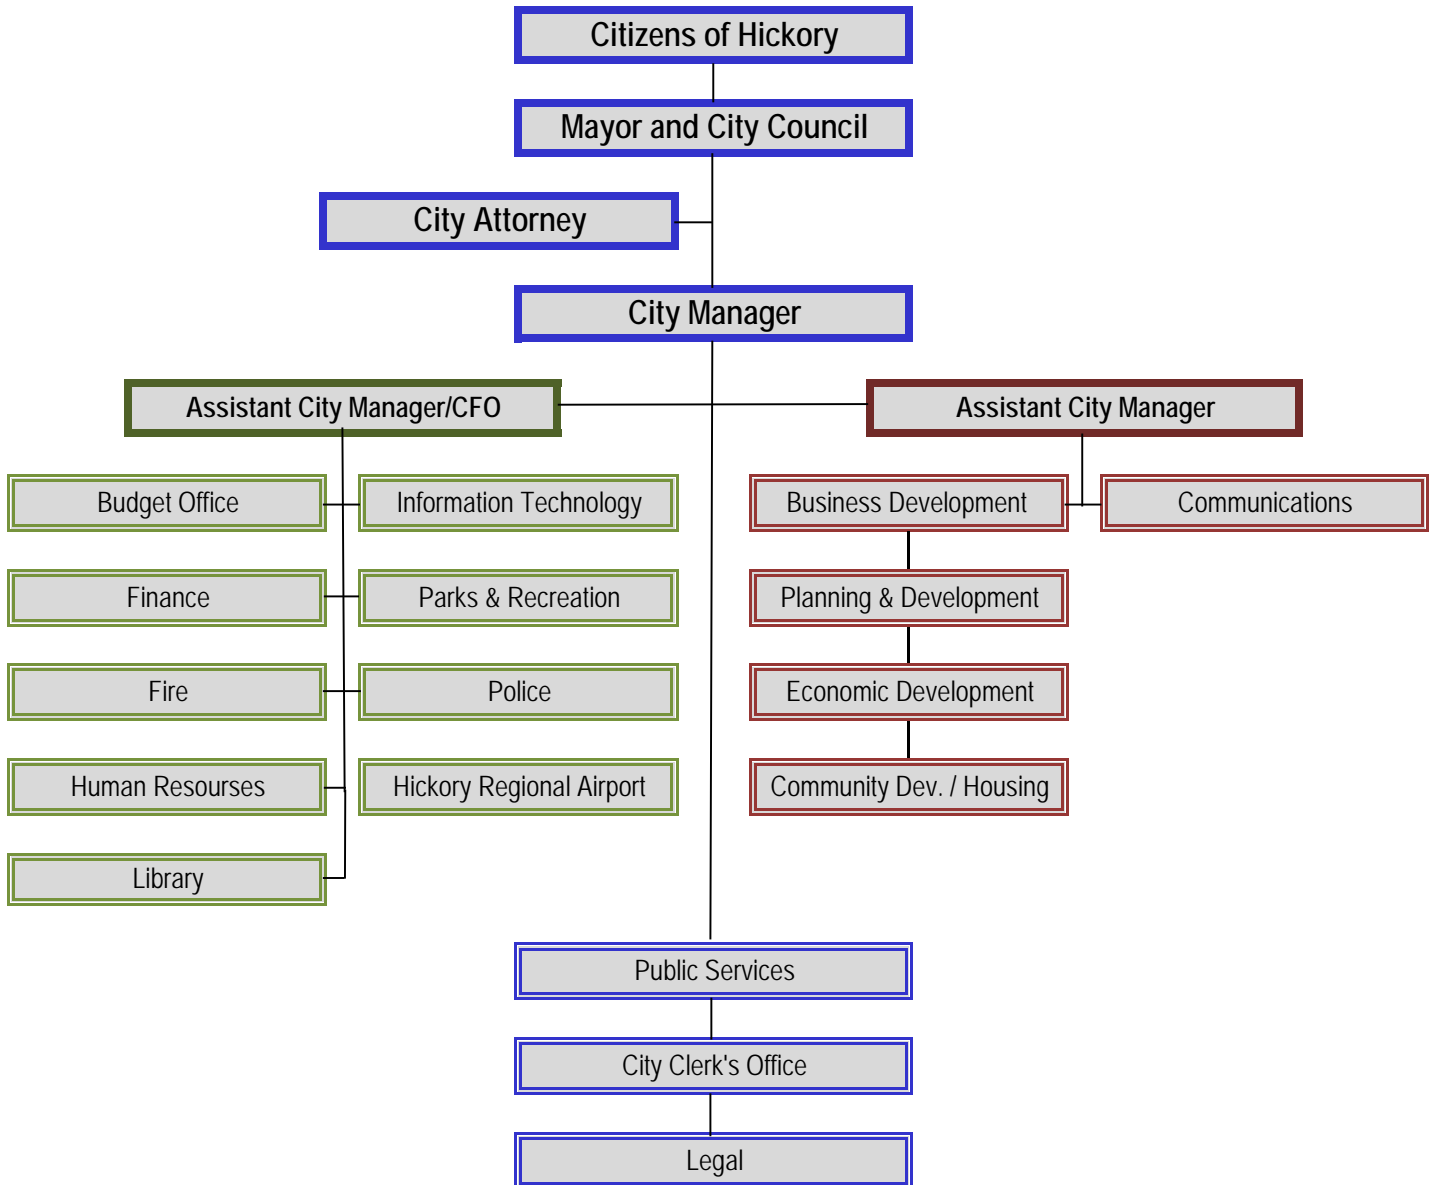 Citizens of Hickory
Mayor and City Council
City Attorney
City Manager
Assistant City Manager/CFO
Assistant City Manager
Budget Office
Information Technology
Business Development
Communications
Finance
Parks & Recreation
Planning & Development
Fire
Police
Economic Development
Human Resourses
Hickory Regional Airport
Community Dev. / Housing
Library
Public Services
City Clerk's Office
Legal